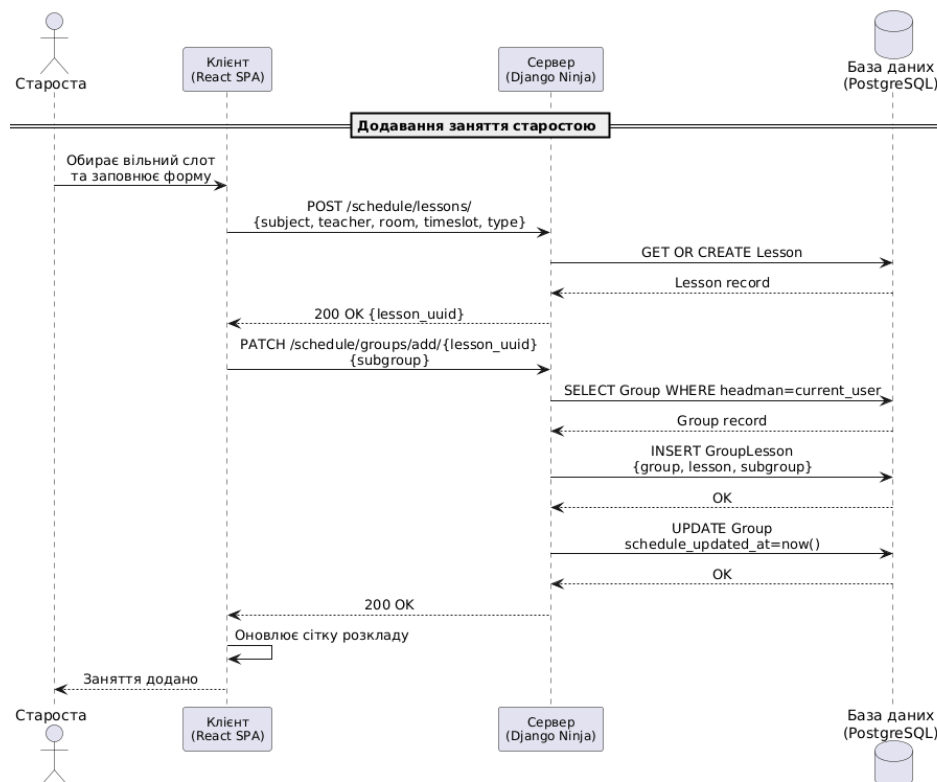 Староста
Клієнт
(React SPA)
Сервер
(Django Ninja)
База даних
(PostgreSQL)
Додавання заняття старостою
Обирає вільний слот
та заповнює форму
POST /schedule/lessons/
{subject, teacher, room, timeslot, type}
GET OR CREATE Lesson
Lesson record
200 OK {lesson_uuid}
PATCH /schedule/groups/add/{lesson_uuid}
{subgroup}
SELECT Group WHERE headman=current_user
Group record
INSERT GroupLesson
{group, lesson, subgroup}
OK
UPDATE Group
schedule_updated_at=now()
OK
200 OK
Оновлює сітку розкладу
Заняття додано
Староста
Клієнт
(React SPA)
Сервер
(Django Ninja)
База даних
(PostgreSQL)